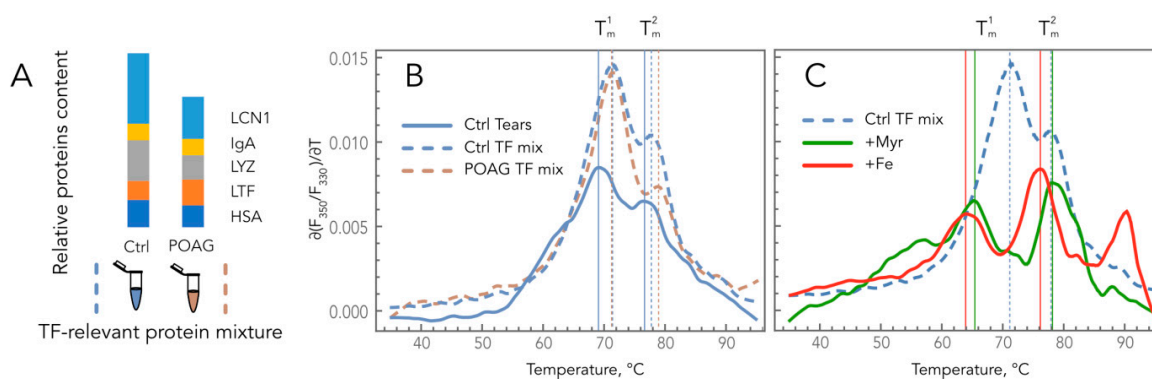 A
Relative proteins content
LCN1
IgA
LYZ
LTF
HSA
Ctrl POAG
TF-relevant protein mixture
T¹m T²m
B
∂(F350/F330)/∂T
0.015
0.010
0.005
0.000
Ctrl Tears
Ctrl TF mix
POAG TF mix
40 50 60 70 80 90
Temperature, °C
T¹m T²m
C
Ctrl TF mix
+Myr
+Fe
40 50 60 70 80 90
Temperature, °C